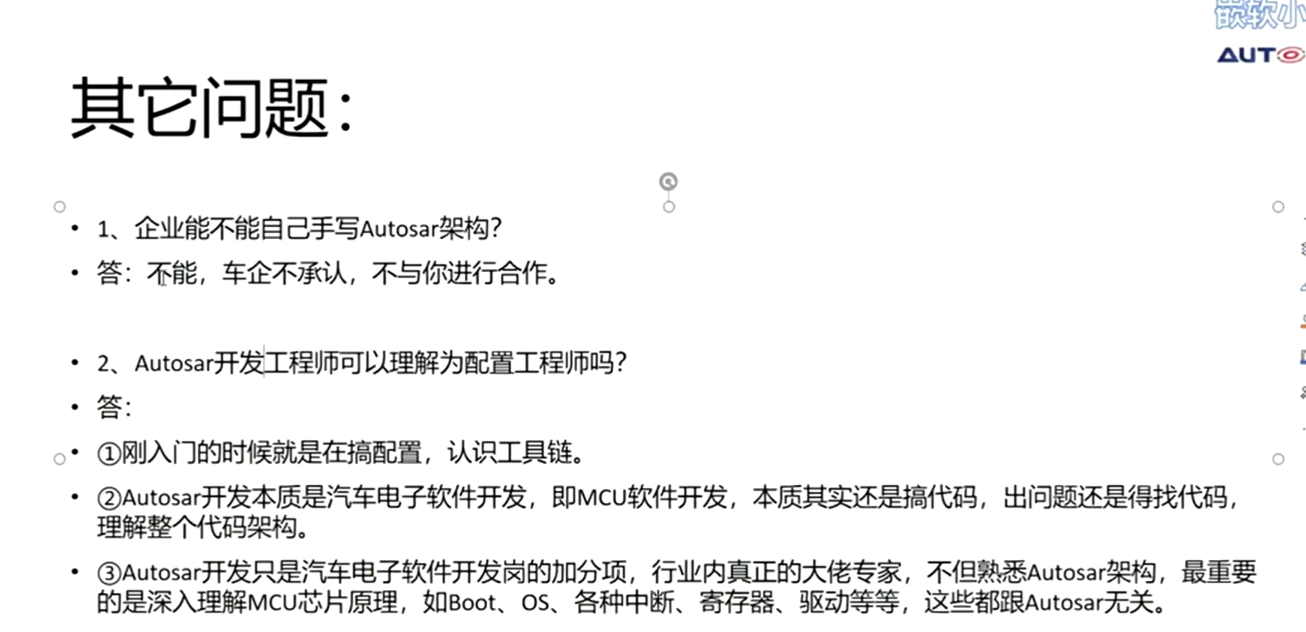 嵌软小
AUTO
其它问题：
• 1、企业能不能自己手写Autosar架构？
• 答：不能，车企不承认，不与你进行合作。
• 2、Autosar开发工程师可以理解为配置工程师吗？
• 答：
• ①刚入门的时候就是在搞配置，认识工具链。
• ②Autosar开发本质是汽车电子软件开发，即MCU软件开发，本质其实还是搞代码，出问题还是得找代码，
理解整个代码架构。
• ③Autosar开发只是汽车电子软件开发岗的加分项，行业内真正的大佬专家，不但熟悉Autosar架构，最重要
的是深入理解MCU芯片原理，如Boot、OS、各种中断、寄存器、驱动等等，这些都跟Autosar无关。